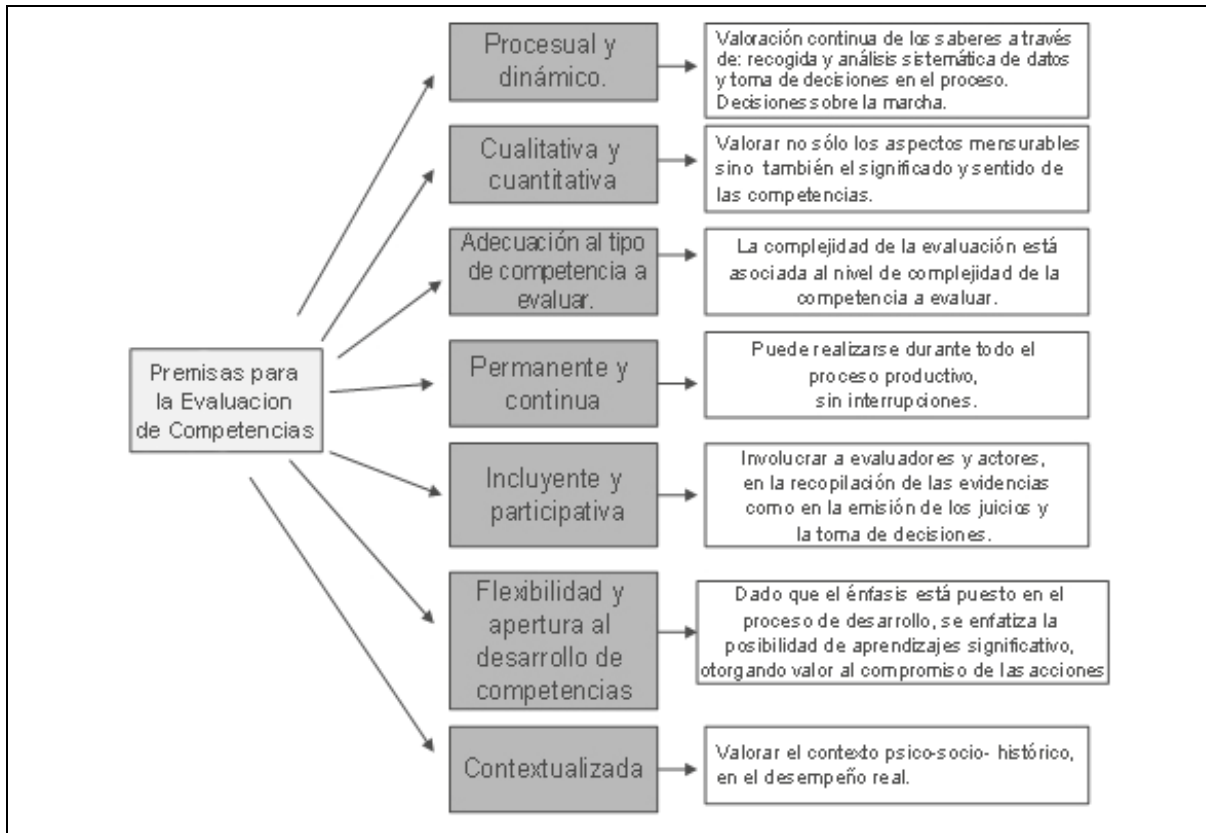 Procesual y
dinámico.
Valoración continua de los saberes a través
de: recogida y análisis sistemática de datos
y toma de decisiones en el proceso.
Decisiones sobre la marcha.
Cualitativa y
cuantitativa
Valorar no sólo los aspectos mensurables
sino también el significado y sentido de
las competencias.
Adecuación al tipo
de competencia a
evaluar.
La complejidad de la evaluación está
asociada al nivel de complejidad de la
competencia a evaluar.
Premisas para
la Evaluacion
de Competencias
Permanente y
continua
Puede realizarse durante todo el
proceso productivo,
sin interrupciones.
Incluyente y
participativa
Involucrar a evaluadores y actores,
en la recopilación de las evidencias
como en la emisión de los juicios y
la toma de decisiones.
Flexibilidad y
apertura al
desarrollo de
competencias
Dado que el énfasis está puesto en el
proceso de desarrollo, se enfatiza la
posibilidad de aprendizajes significativo,
otorgando valor al compromiso de las acciones
Contextualizada
Valorar el contexto psico-socio- histórico,
en el desempeño real.